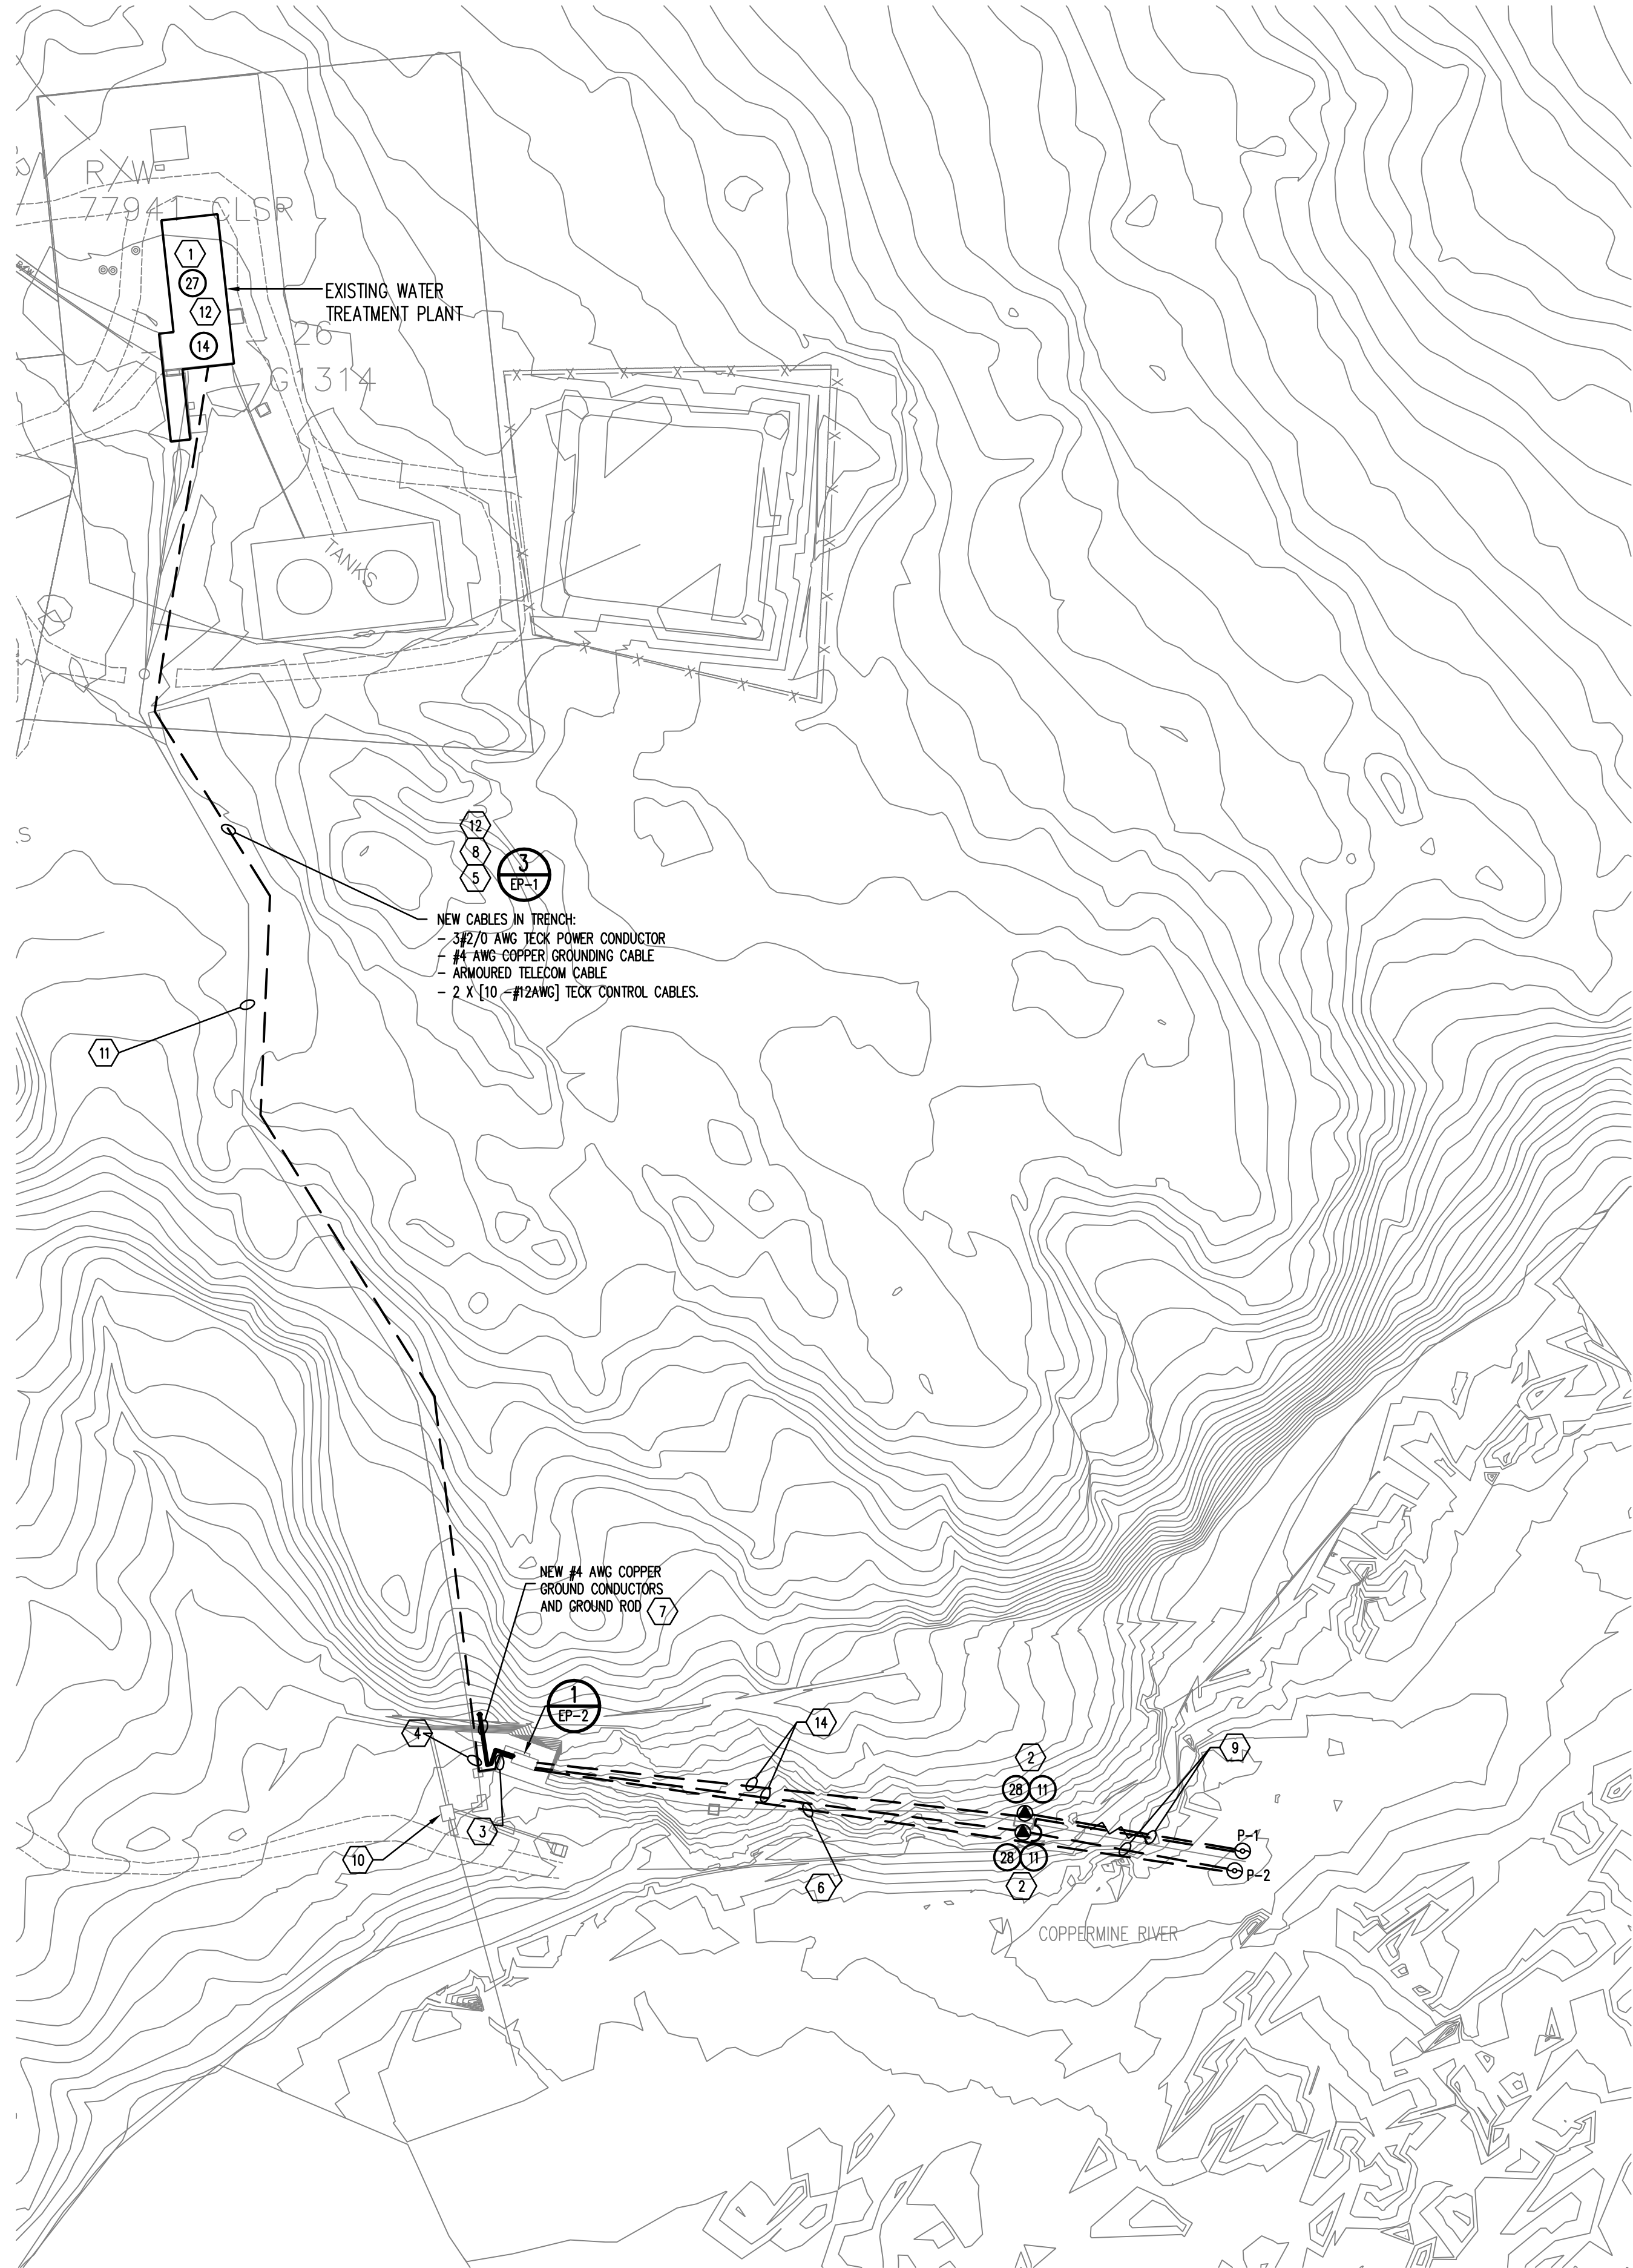 R/W
77941 CLSR
1
27
12
14
EXISTING WATER
TREATMENT PLANT
26
G1314
TANKS
S
12
8
5
3
EP-1
NEW CABLES IN TRENCH:
- 3#2/0 AWG TECK POWER CONDUCTOR
- #4 AWG COPPER GROUNDING CABLE
- ARMOURED TELECOM CABLE
- 2 X [10 -#12AWG] TECK CONTROL CABLES.
11
NEW #4 AWG COPPER
GROUND CONDUCTORS
AND GROUND ROD
7
1
EP-2
4
14
2
9
28
11
3
P-1
10
28
11
P-2
6
2
COPPERMINE RIVER